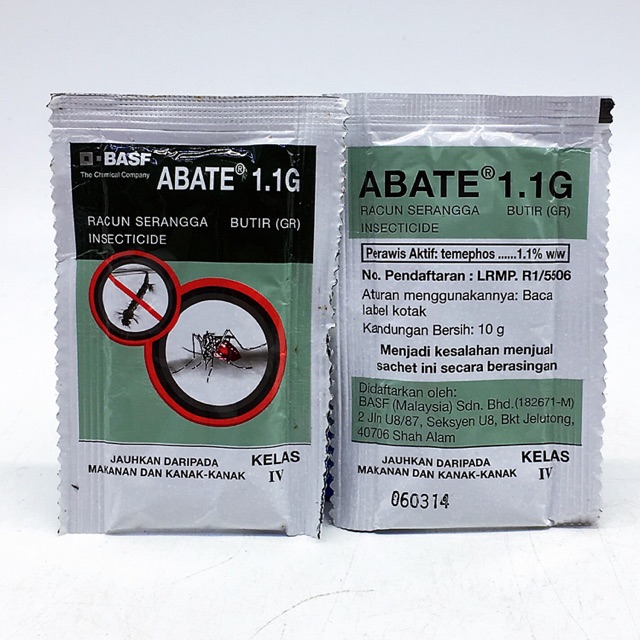 BASF
The Chemical Company
ABATE® 1.1G
RACUN SERANGGA BUTIR (GR)
INSECTICIDE
JAUHKAN DARIPADA
MAKANAN DAN KANAK-KANAK
KELAS
IV
ABATE® 1.1G
RACUN SERANGGA BUTIR (GR)
INSECTICIDE
Perawis Aktif: temephos ......1.1% w/w
No. Pendaftaran : LRMP. R1/5506
Aturan menggunakannya: Baca
label kotak
Kandungan Bersih: 10 g
Menjadi kesalahan menjual
sachet ini secara berasingan
Didaftarkan oleh:
BASF (Malaysia) Sdn. Bhd.(182671-M)
2 Jln U8/87, Seksyen U8, Bkt Jelutong,
40706 Shah Alam
JAUHKAN DARIPADA
MAKANAN DAN KANAK-KANAK
KELAS
IV
060314